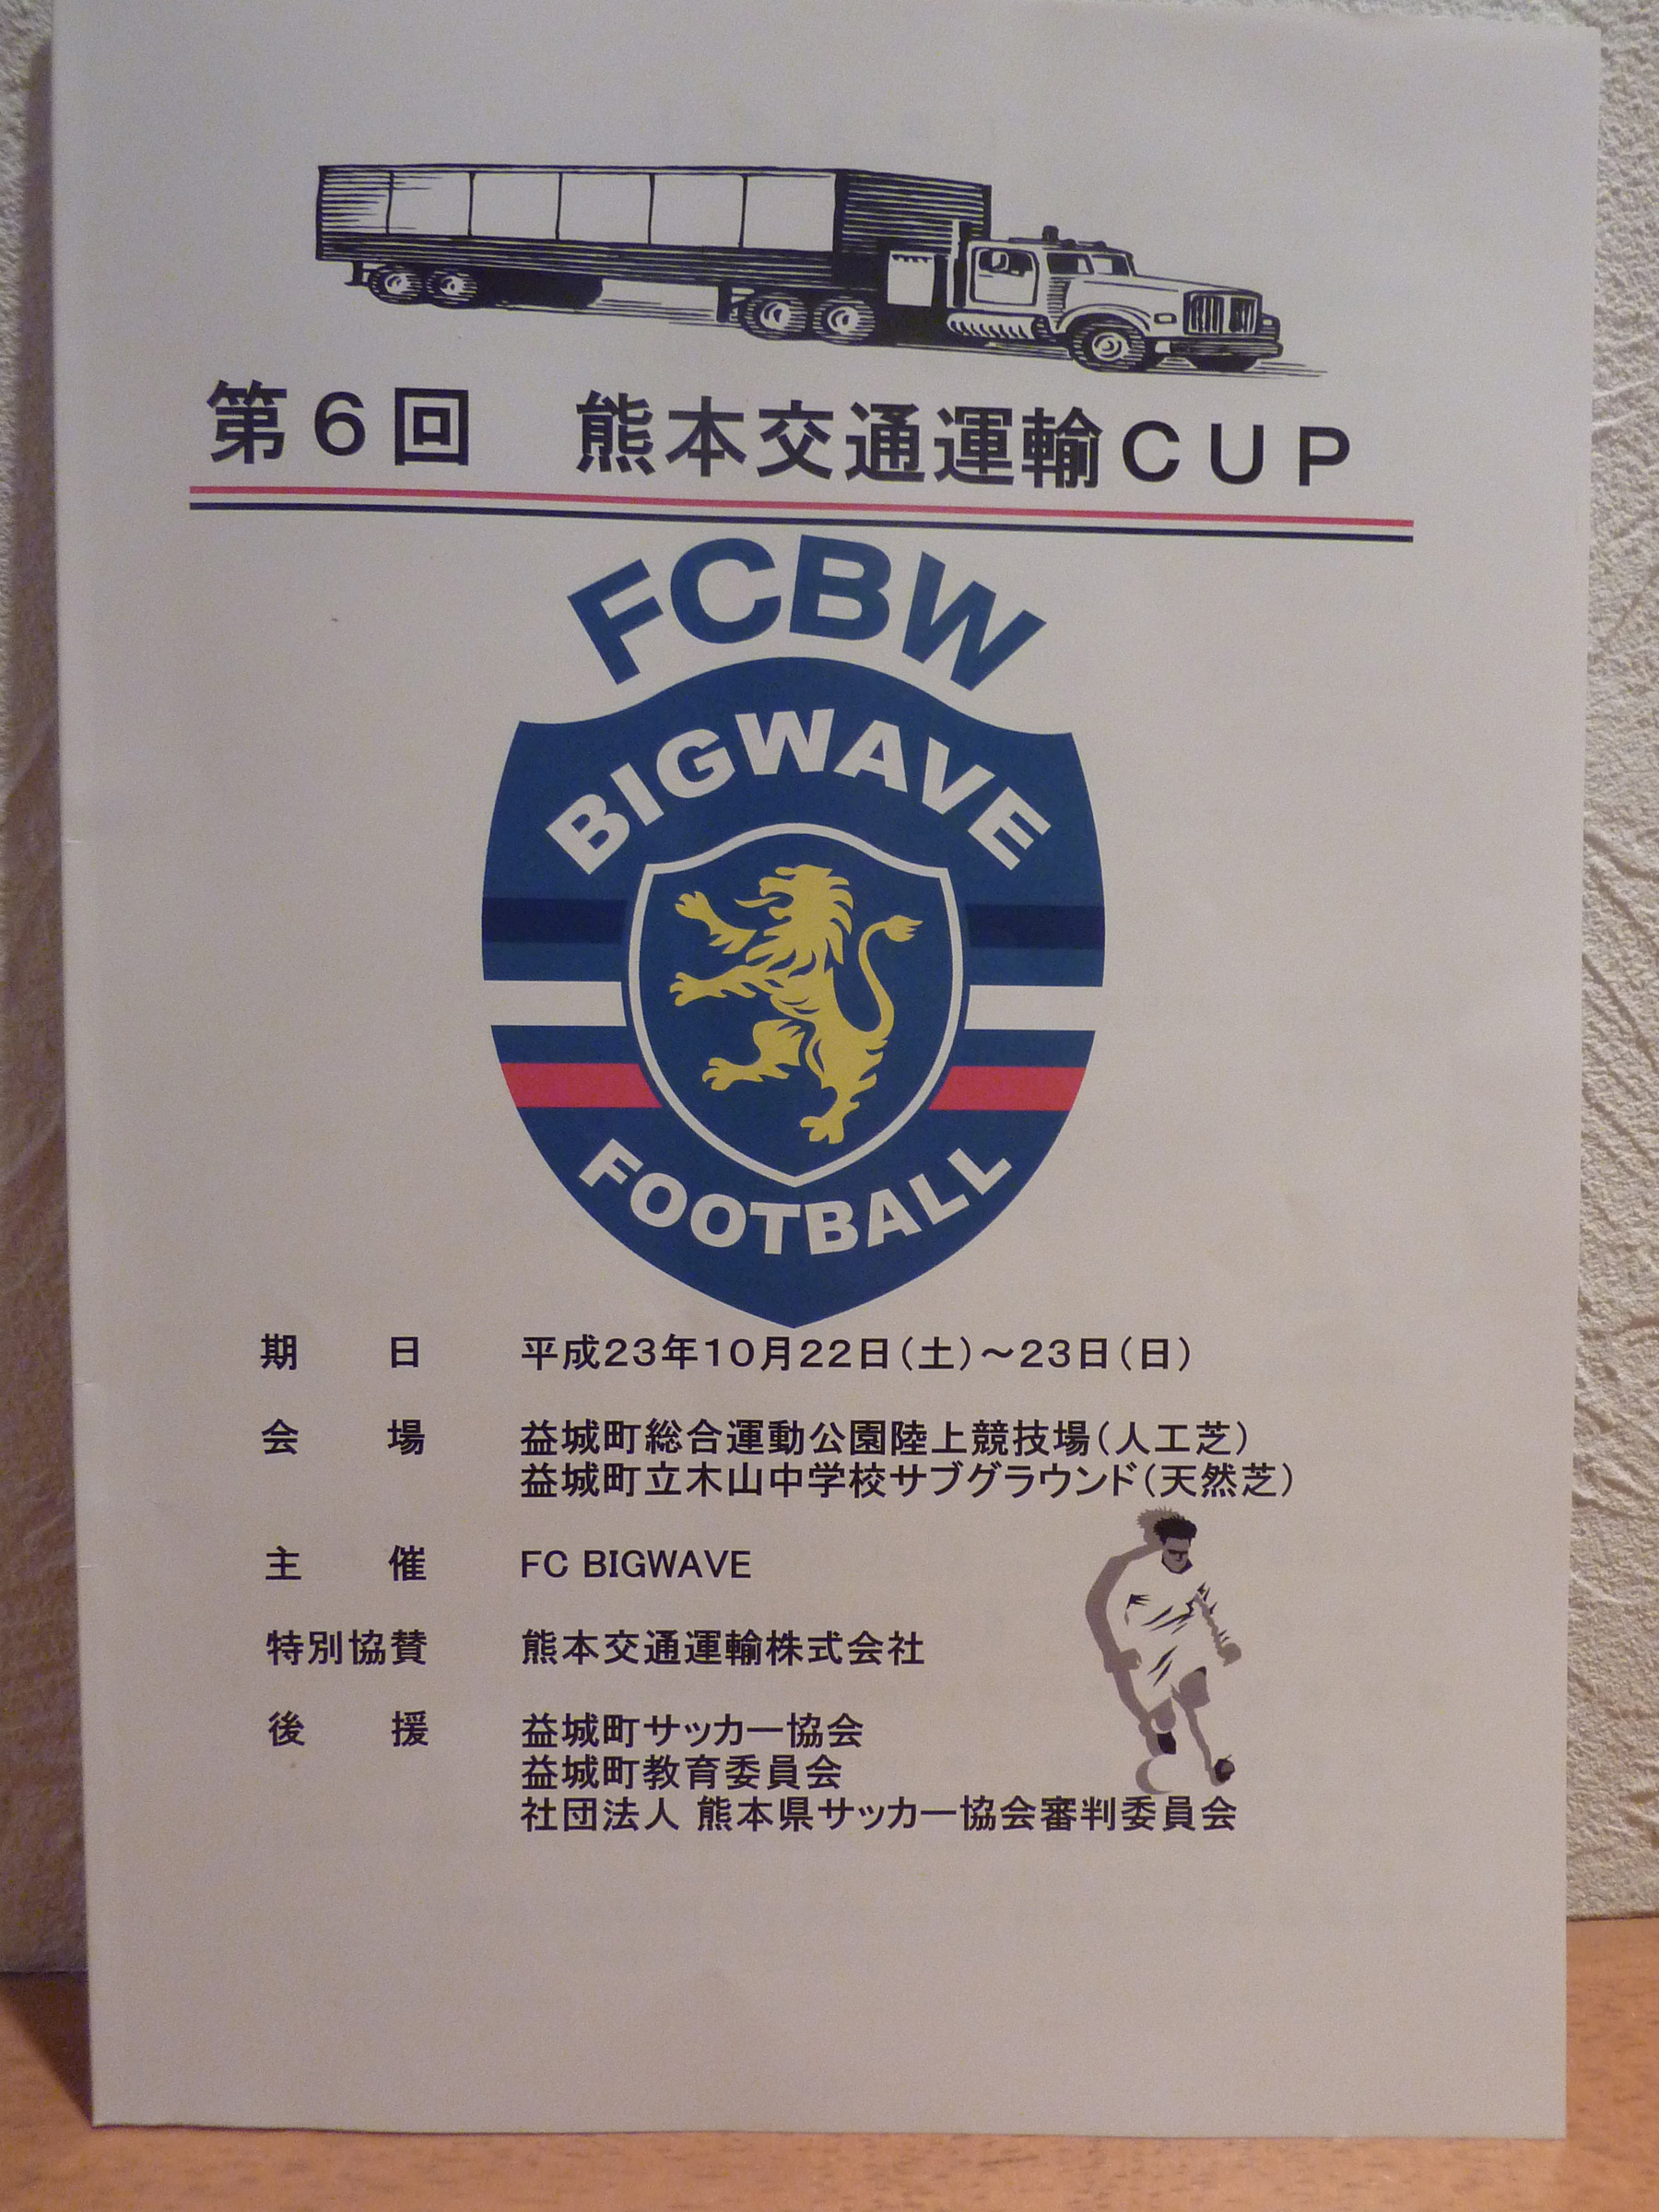 第6回　熊本交通運輸CUP
FCBW
BIGWAVE
FOOTBALL
期　日　平成23年10月22日(土)～23日(日)
会　場　益城町総合運動公園陸上競技場(人工芝)
益城町立木山中学校サブグラウンド(天然芝)
主　催　FC BIGWAVE
特別協賛　熊本交通運輸株式会社
後　援　益城町サッカー協会
益城町教育委員会
社団法人 熊本県サッカー協会審判委員会